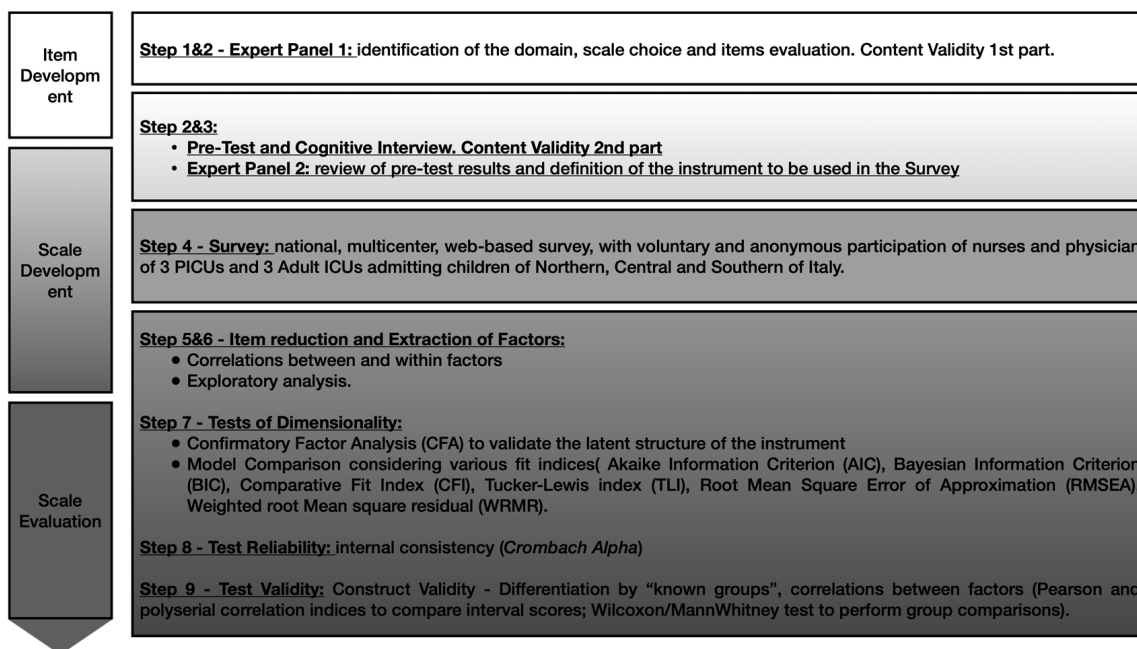 Item
Developm
ent
Step 1&2 - Expert Panel 1: identification of the domain, scale choice and items evaluation. Content Validity 1st part.
Step 2&3:
• Pre-Test and Cognitive Interview. Content Validity 2nd part
• Expert Panel 2: review of pre-test results and definition of the instrument to be used in the Survey
Scale
Developm
ent
Step 4 - Survey: national, multicenter, web-based survey, with voluntary and anonymous participation of nurses and physician
of 3 PICUs and 3 Adult ICUs admitting children of Northern, Central and Southern of Italy.
Step 5&6 - Item reduction and Extraction of Factors:
• Correlations between and within factors
• Exploratory analysis.
Step 7 - Tests of Dimensionality:
• Confirmatory Factor Analysis (CFA) to validate the latent structure of the instrument
• Model Comparison considering various fit indices( Akaike Information Criterion (AIC), Bayesian Information Criterion
(BIC), Comparative Fit Index (CFI), Tucker-Lewis index (TLI), Root Mean Square Error of Approximation (RMSEA)
Weighted root Mean square residual (WRMR).
Scale
Evaluation
Step 8 - Test Reliability: internal consistency (Crombach Alpha)
Step 9 - Test Validity: Construct Validity - Differentiation by “known groups”, correlations between factors (Pearson and
polyserial correlation indices to compare interval scores; Wilcoxon/MannWhitney test to perform group comparisons).